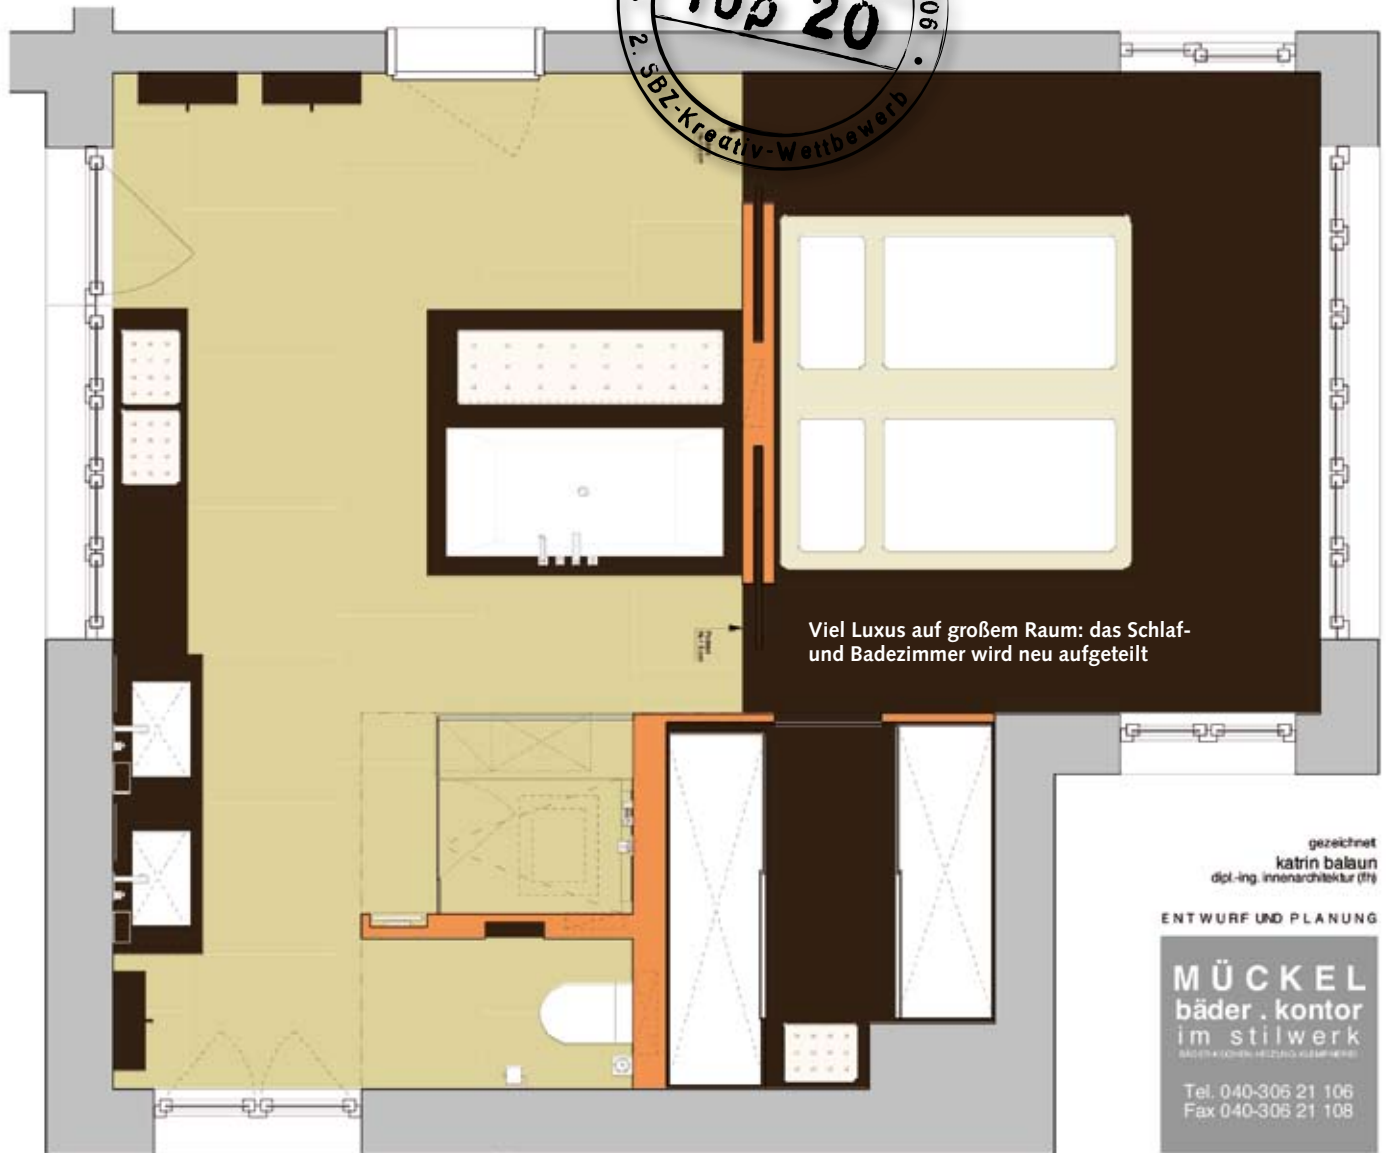 Top 20
2. SBZ-Kreativ-Wettbewerb
06
Viel Luxus auf großem Raum: das Schlaf-
und Badezimmer wird neu aufgeteilt
gezeichnet
katrin balaun
dipl.-ing. innenarchitektur (fh)
ENTWURF UND PLANUNG
MÜCKEL
bäder . kontor
im stilwerk
Tel. 040-306 21 106
Fax 040-306 21 108